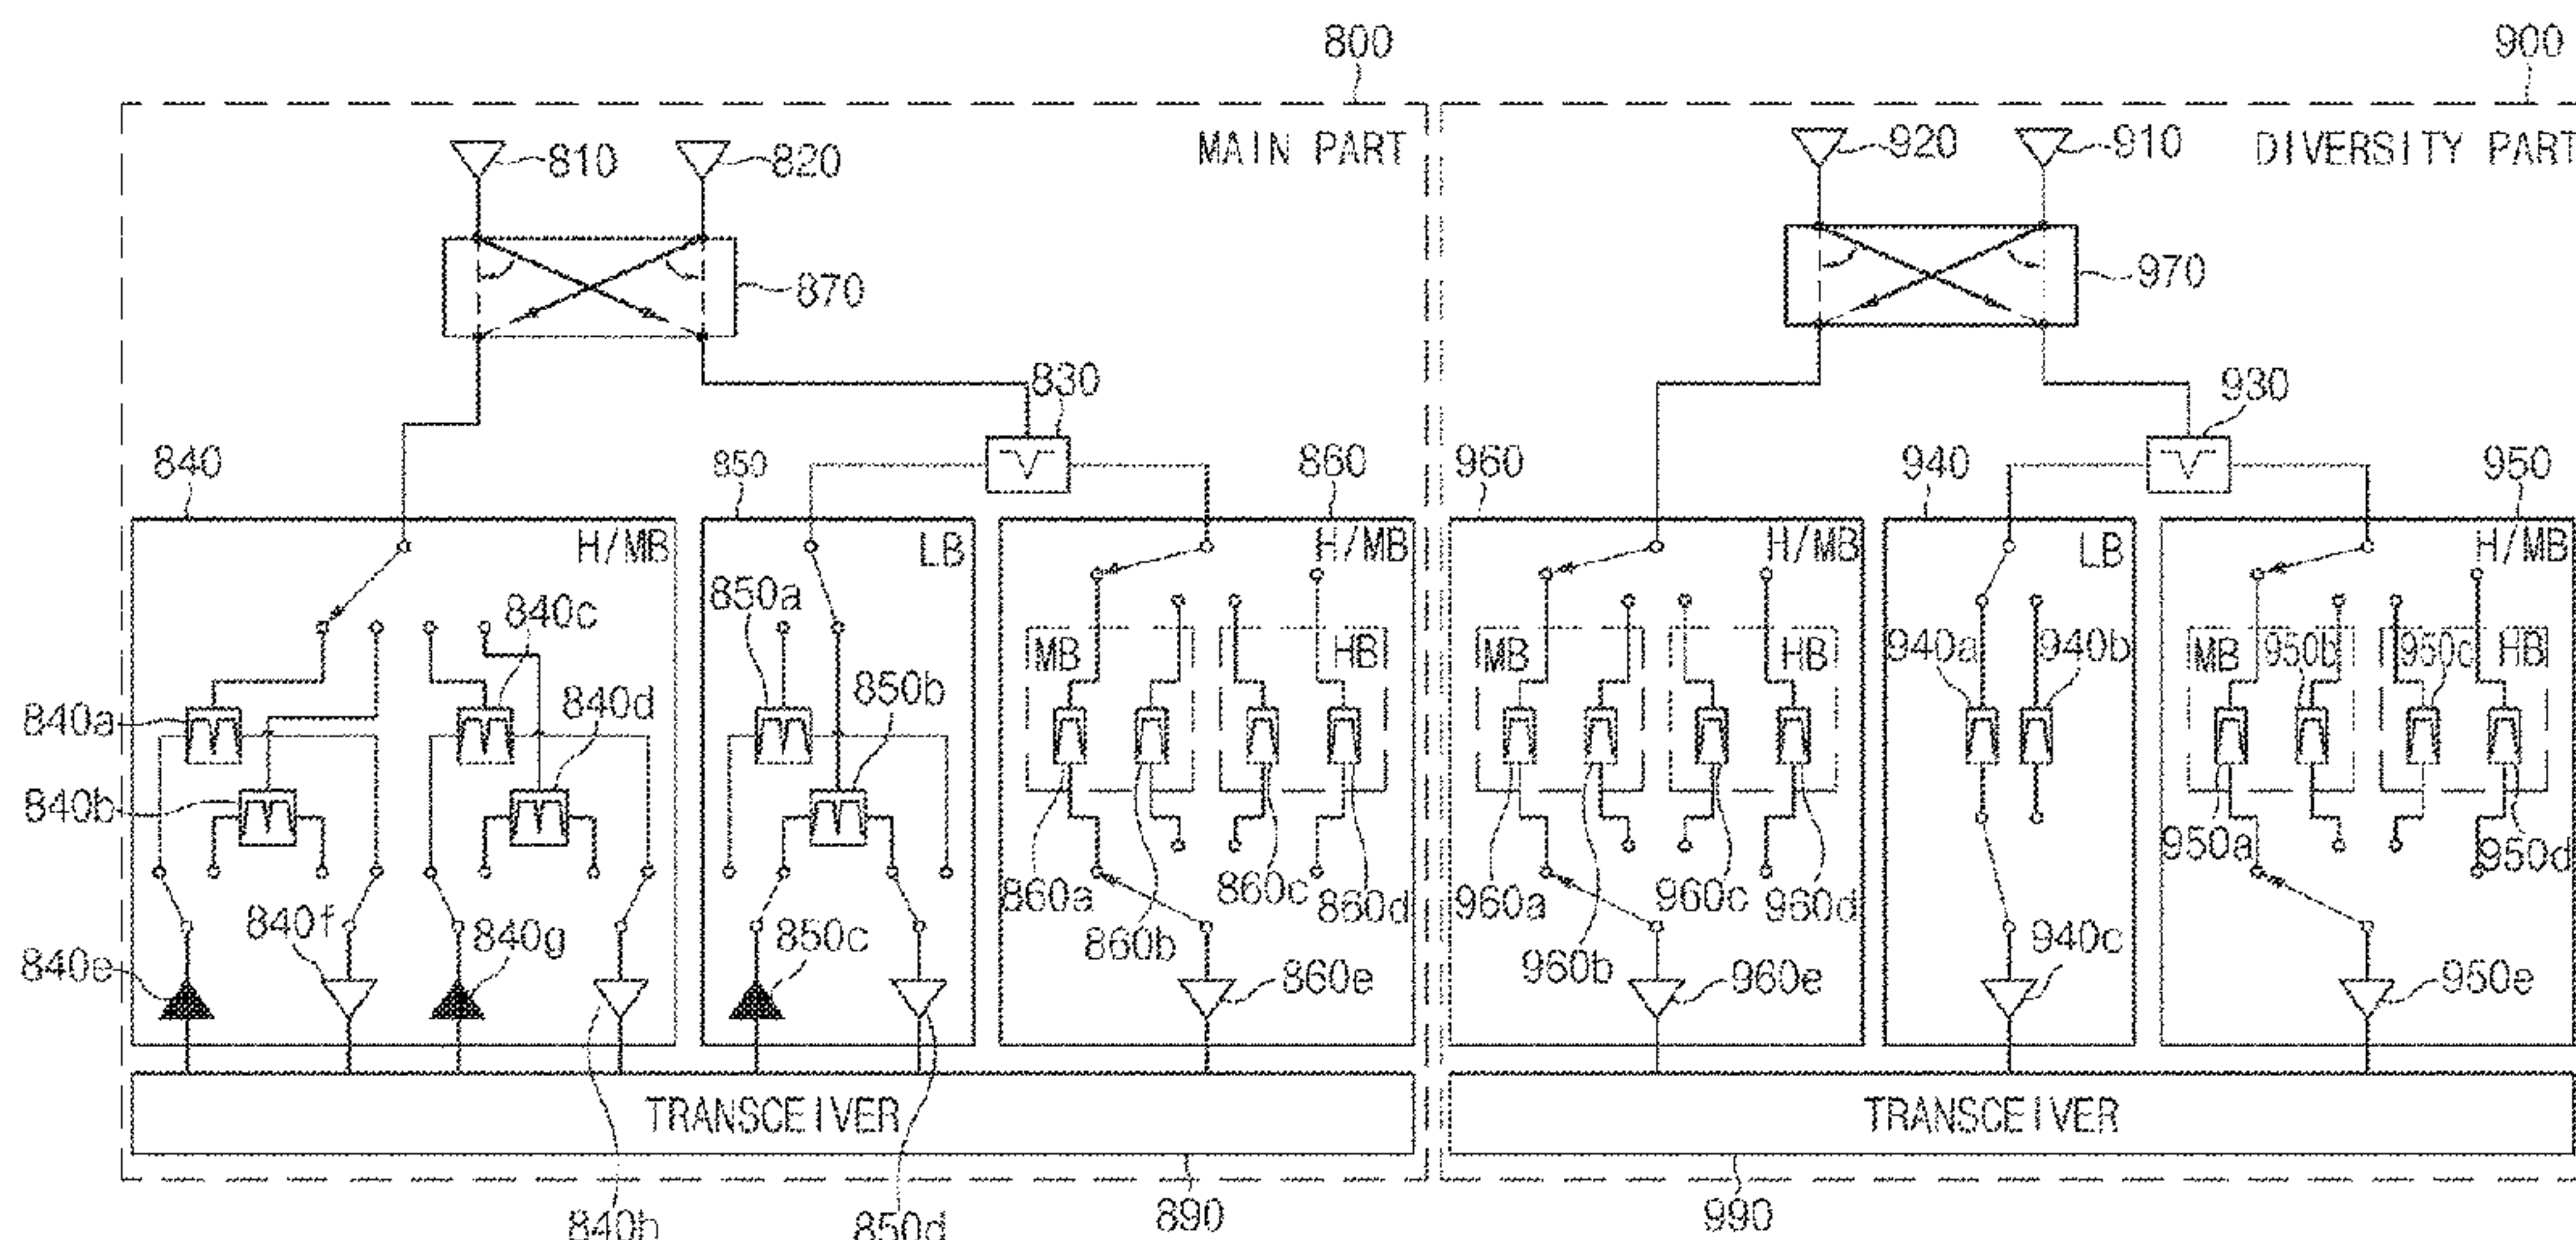 800 900
810 820 MAIN PART 920 910 DIVERSITY PART
870 970
830 930
840 850 860 960 940 950
H/MB LB H/MB H/MB LB H/MB
840c 850a MB HB MB HB 940a 940b MB 950b 950c HB
840a 840d 850b
840b 950a 950d
860a 860c 860d 960a 960c 960d
840f 840g 850c 860b 960b 940c
840e 860e 960e 950e
TRANSCEIVER TRANSCEIVER
840h 850d 890 990